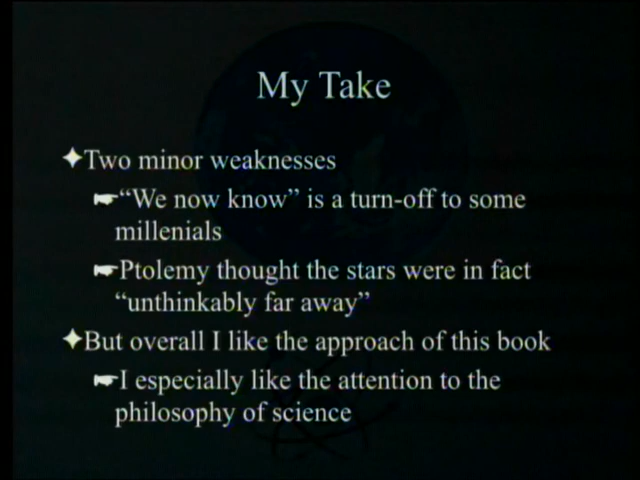 My Take
Two minor weaknesses
“We now know” is a turn-off to some
millenials
Ptolemy thought the stars were in fact
“unthinkably far away”
But overall I like the approach of this book
I especially like the attention to the
philosophy of science